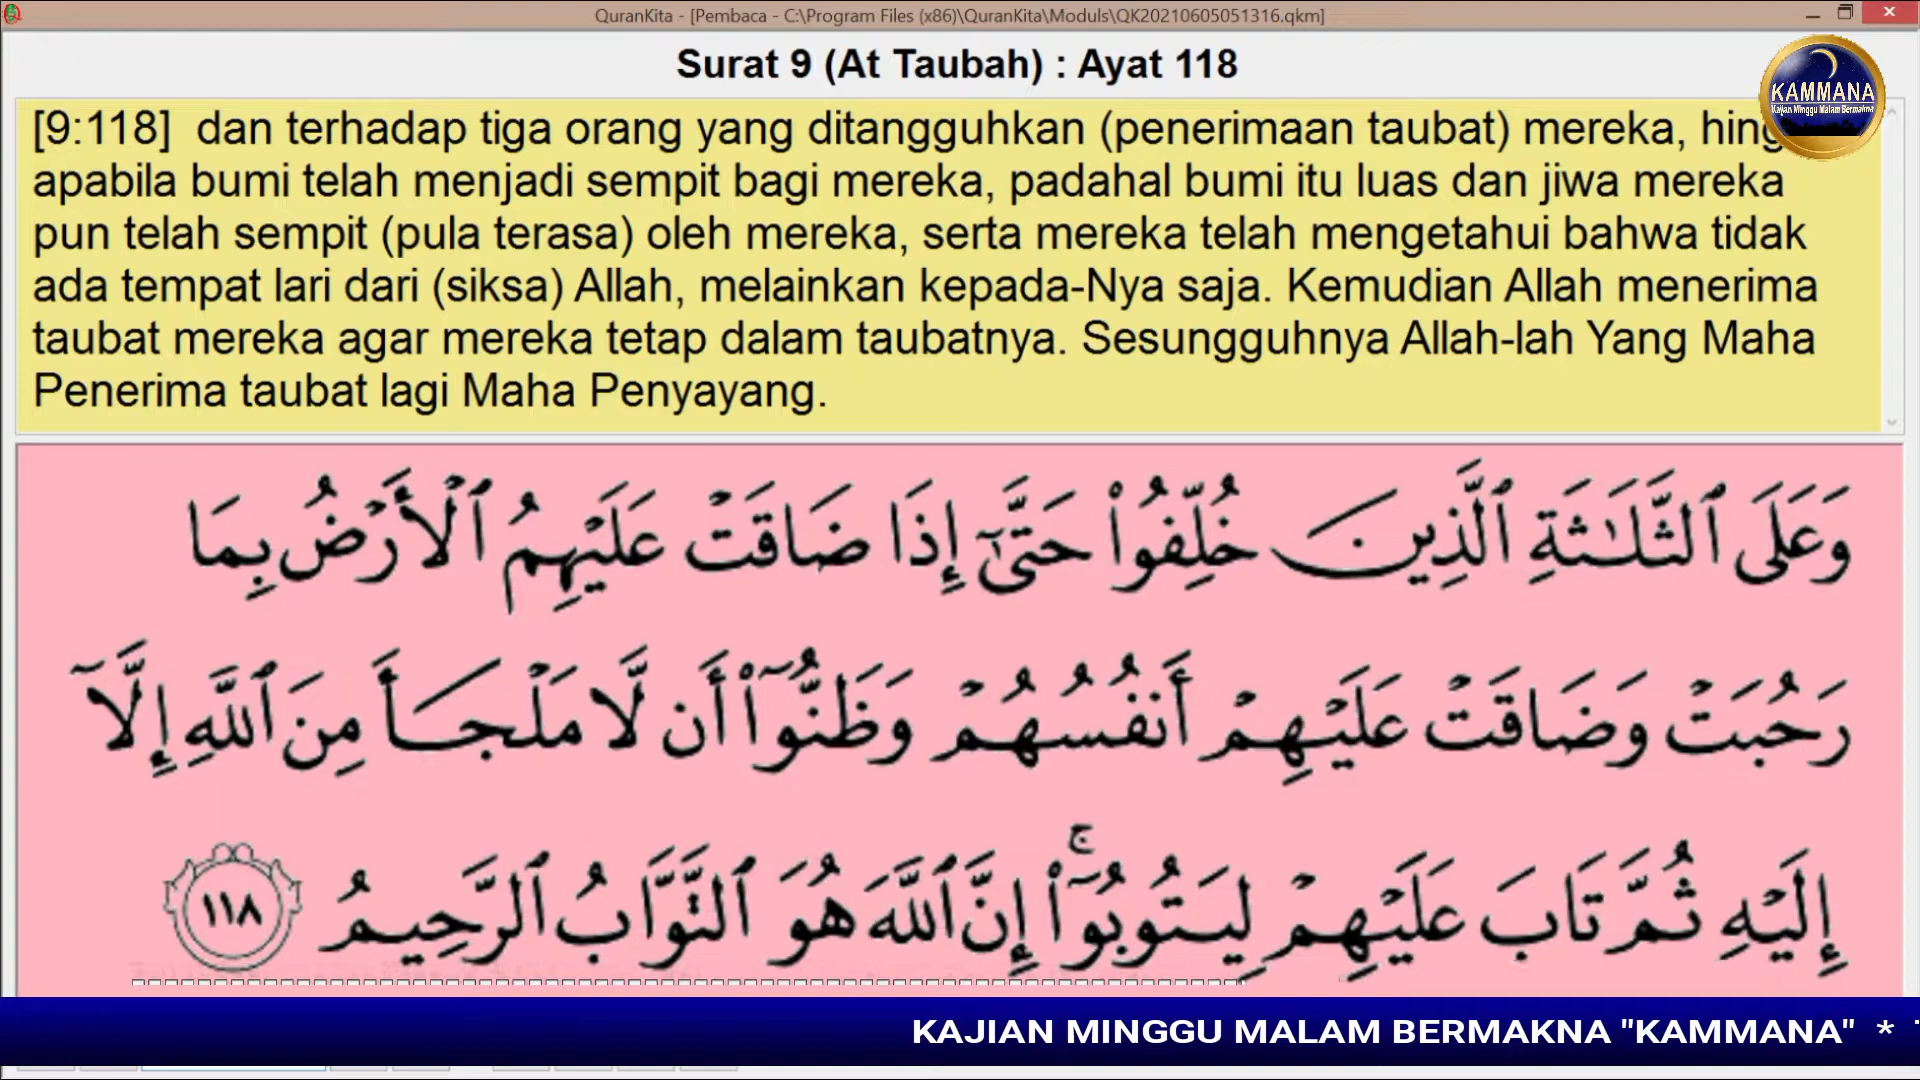 QuranKita - [Pembaca - C:\Program Files (x86)\QuranKita\Moduls\QK20210605051316.qkm]
Surat 9 (At Taubah) : Ayat 118
KAMMANA
Kajian Minggu Malam Bermakna
[9:118] dan terhadap tiga orang yang ditangguhkan (penerimaan taubat) mereka, hing
apabila bumi telah menjadi sempit bagi mereka, padahal bumi itu luas dan jiwa mereka
pun telah sempit (pula terasa) oleh mereka, serta mereka telah mengetahui bahwa tidak
ada tempat lari dari (siksa) Allah, melainkan kepada-Nya saja. Kemudian Allah menerima
taubat mereka agar mereka tetap dalam taubatnya. Sesungguhnya Allah-lah Yang Maha
Penerima taubat lagi Maha Penyayang.
وَعَلَى ٱلثَّلَـٰثَةِ ٱلَّذِينَ خُلِّفُوا۟ حَتَّىٰٓ إِذَا ضَاقَتْ عَلَيْهِمُ ٱلْأَرْضُ بِمَا
رَحُبَتْ وَضَاقَتْ عَلَيْهِمْ أَنفُسُهُمْ وَظَنُّوٓا۟ أَن لَّا مَلْجَأَ مِنَ ٱللَّهِ إِلَّآ
إِلَيْهِ ثُمَّ تَابَ عَلَيْهِمْ لِيَتُوبُوٓا۟ ۚ إِنَّ ٱللَّهَ هُوَ ٱلتَّوَّابُ ٱلرَّحِيمُ ١١٨
KAJIAN MINGGU MALAM BERMAKNA "KAMMANA" *